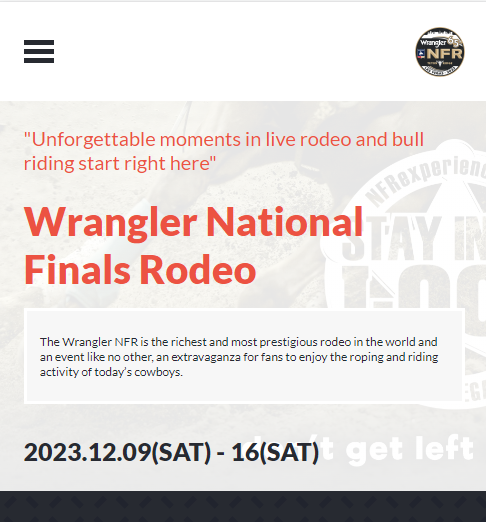 Wrangler
NFR
"Unforgettable moments in live rodeo and bull
riding start right here"
NFRexperien
STAY IN
Wrangler National
Finals Rodeo
The Wrangler NFR is the richest and most prestigious rodeo in the world and
an event like no other, an extravaganza for fans to enjoy the roping and riding
activity of today's cowboys.
2023.12.09(SAT) - 16(SAT)
't get left